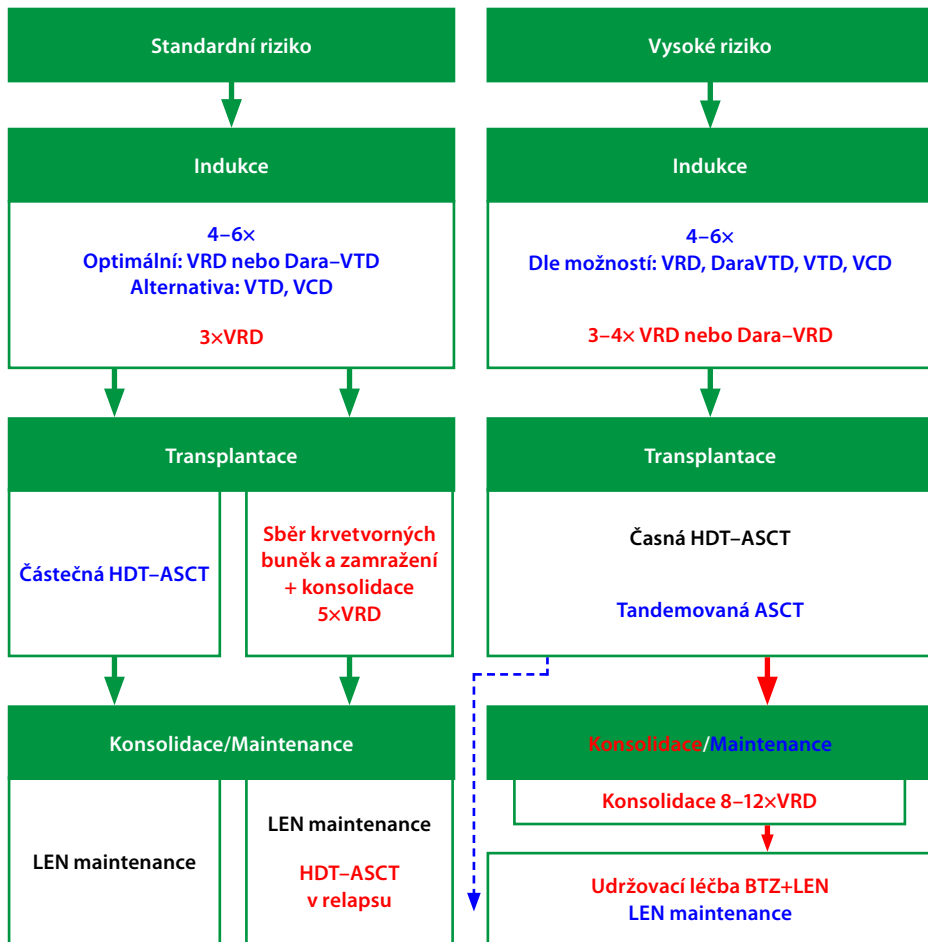 Standardní riziko
Indukce
4–6×
Optimální: VRD nebo Dara–VTD
Alternativa: VTD, VCD
3×VRD
Transplantace
Částečná HDT–ASCT
Sběr krvetvorných
buněk a zamražení
+ konsolidace
5×VRD
Konsolidace/Maintenance
LEN maintenance
LEN maintenance
HDT–ASCT
v relapsu
Vysoké riziko
Indukce
4–6×
Dle možností: VRD, DaraVTD, VTD, VCD
3–4× VRD nebo Dara–VRD
Transplantace
Časná HDT–ASCT
Tandemovaná ASCT
Konsolidace/Maintenance
Konsolidace 8–12×VRD
Udržovací léčba BTZ+LEN
LEN maintenance